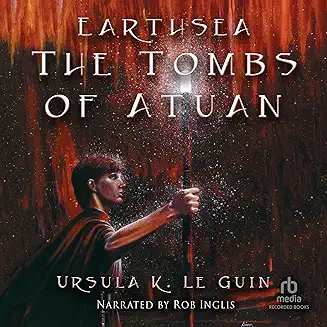 EARTHSEA
THE TOMBS
OF ATUAN
URSULA K. LE GUIN
NARRATED BY ROB INGLIS
rb
media
RECORDED BOOKS